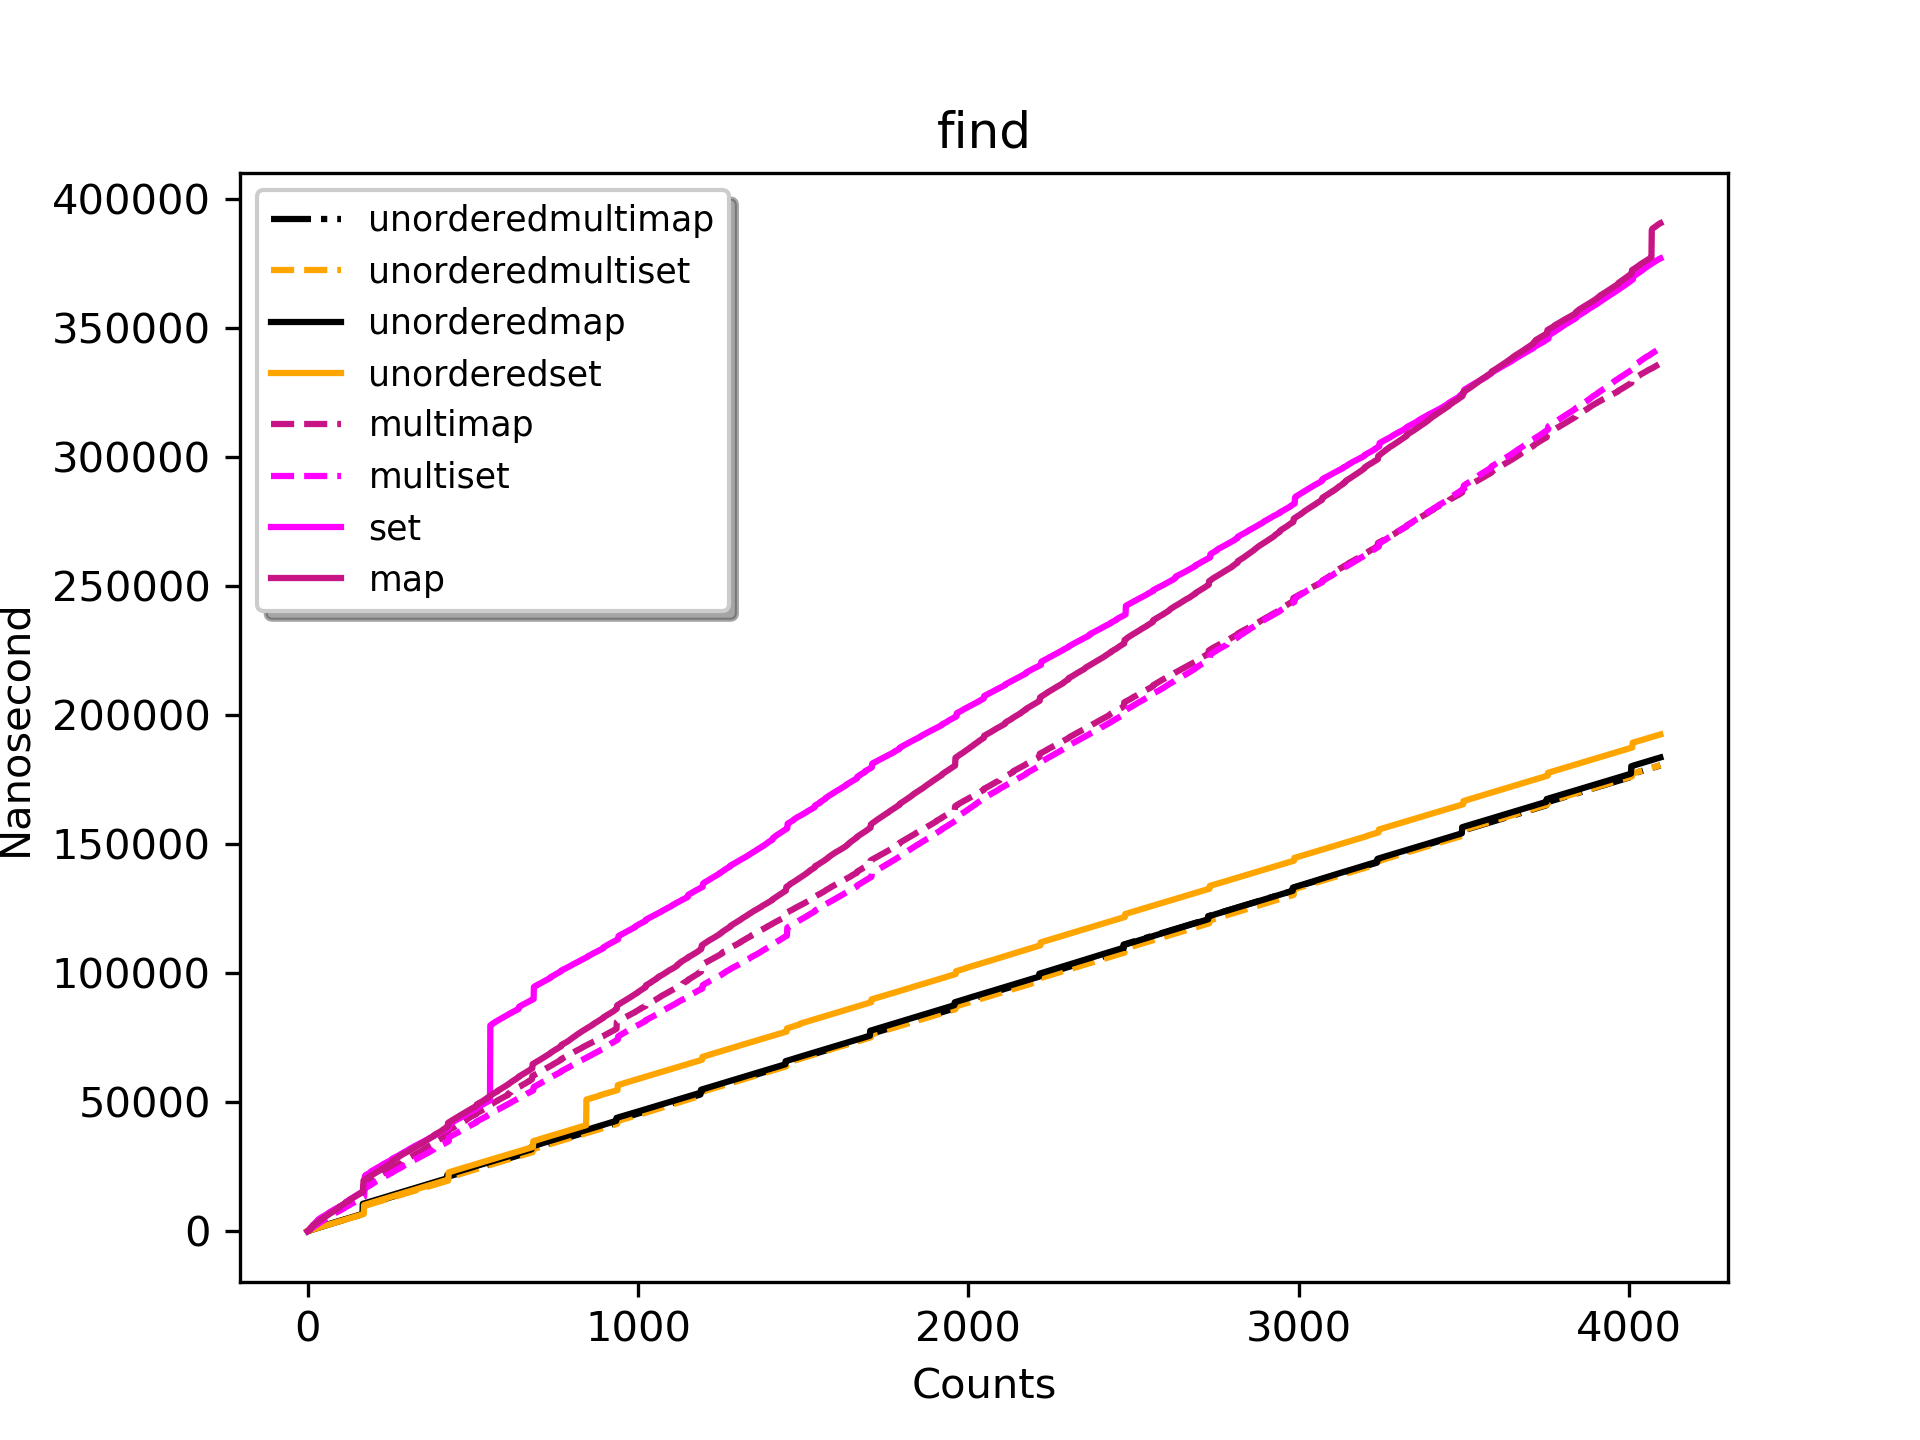 find
400000
350000
300000
250000
200000
150000
100000
50000
0
Nanosecond
unorderedmultimap
unorderedmultiset
unorderedmap
unorderedset
multimap
multiset
set
map
0 1000 2000 3000 4000
Counts